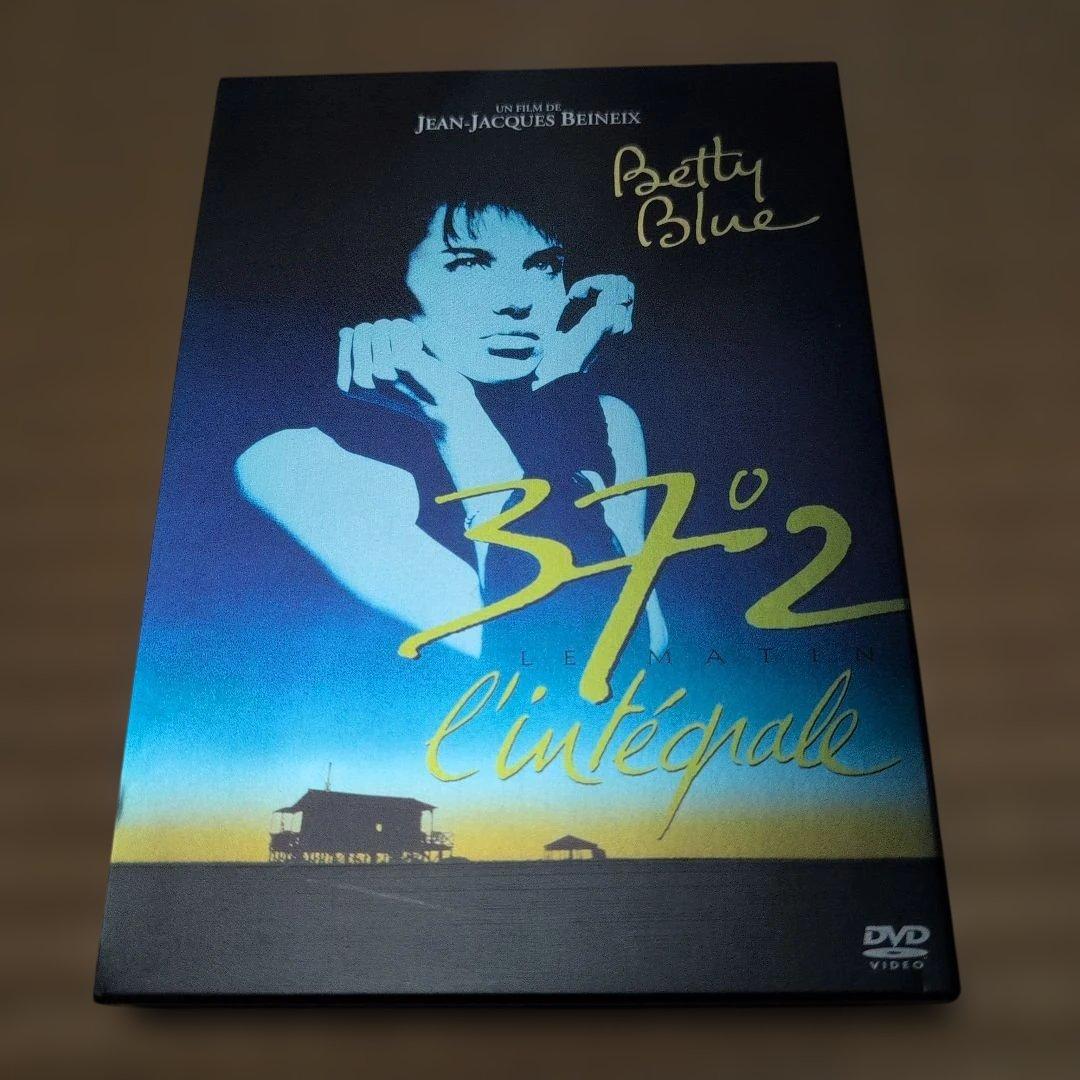 UN FILM DE
JEAN-JACQUES BEINEIX
Betty
Blue
37°2
LE MATIN
l'intégrale
DVD
VIDEO